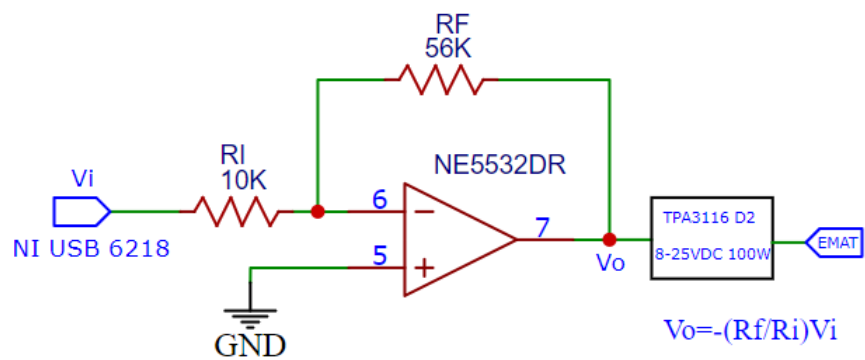 RF
56K
RI
10K
NE5532DR
Vi
NI USB 6218
6
5
7
Vo
TPA3116 D2
8-25VDC 100W
EMAT
GND
Vo=-(Rf/Ri)Vi